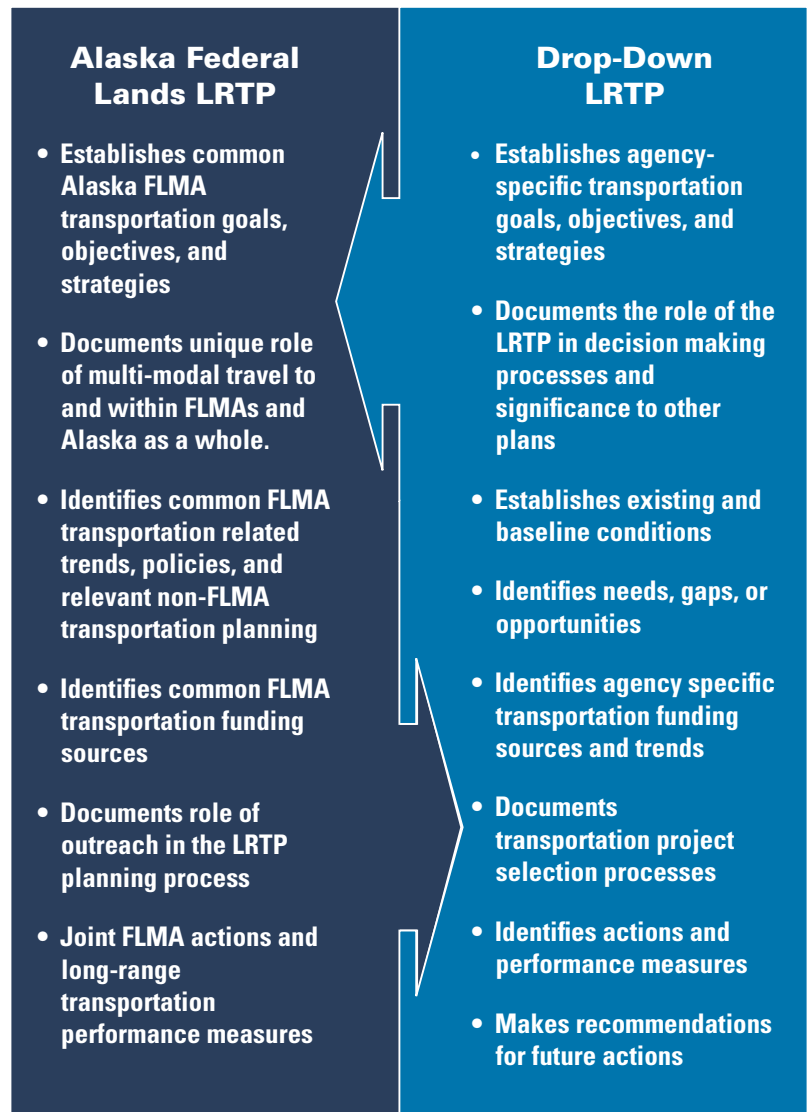 Alaska Federal
Lands LRTP
• Establishes common
Alaska FLMA
transportation goals,
objectives, and
strategies
• Documents unique role
of multi-modal travel to
and within FLMAs and
Alaska as a whole.
• Identifies common FLMA
transportation related
trends, policies, and
relevant non-FLMA
transportation planning
• Identifies common FLMA
transportation funding
sources
• Documents role of
outreach in the LRTP
planning process
• Joint FLMA actions and
long-range
transportation
performance measures
Drop-Down
LRTP
• Establishes agency-
specific transportation
goals, objectives, and
strategies
• Documents the role of the
LRTP in decision making
processes and
significance to other
plans
• Establishes existing and
baseline conditions
• Identifies needs, gaps, or
opportunities
• Identifies agency specific
transportation funding
sources and trends
• Documents
transportation project
selection processes
• Identifies actions and
performance measures
• Makes recommendations
for future actions